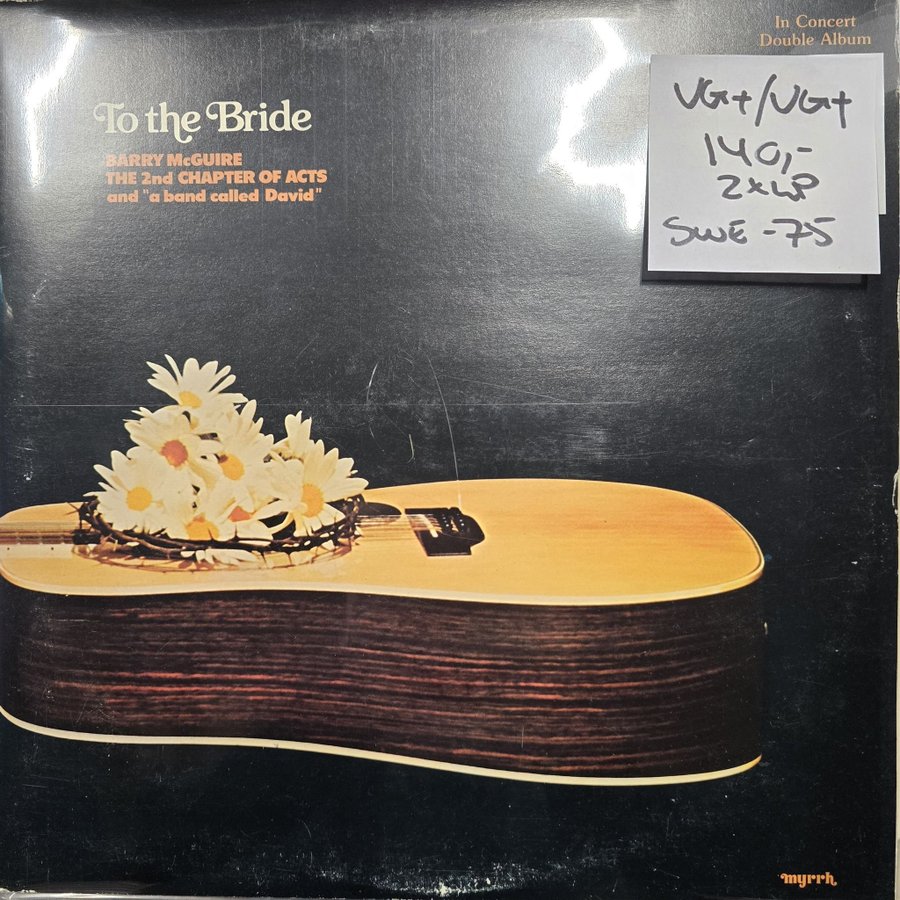 In Concert
Double Album
To the Bride
BARRY McGUIRE
THE 2nd CHAPTER OF ACTS
and "a band called David"
VG+/VG+
140,-
2xLP
SWE -75
myrrh